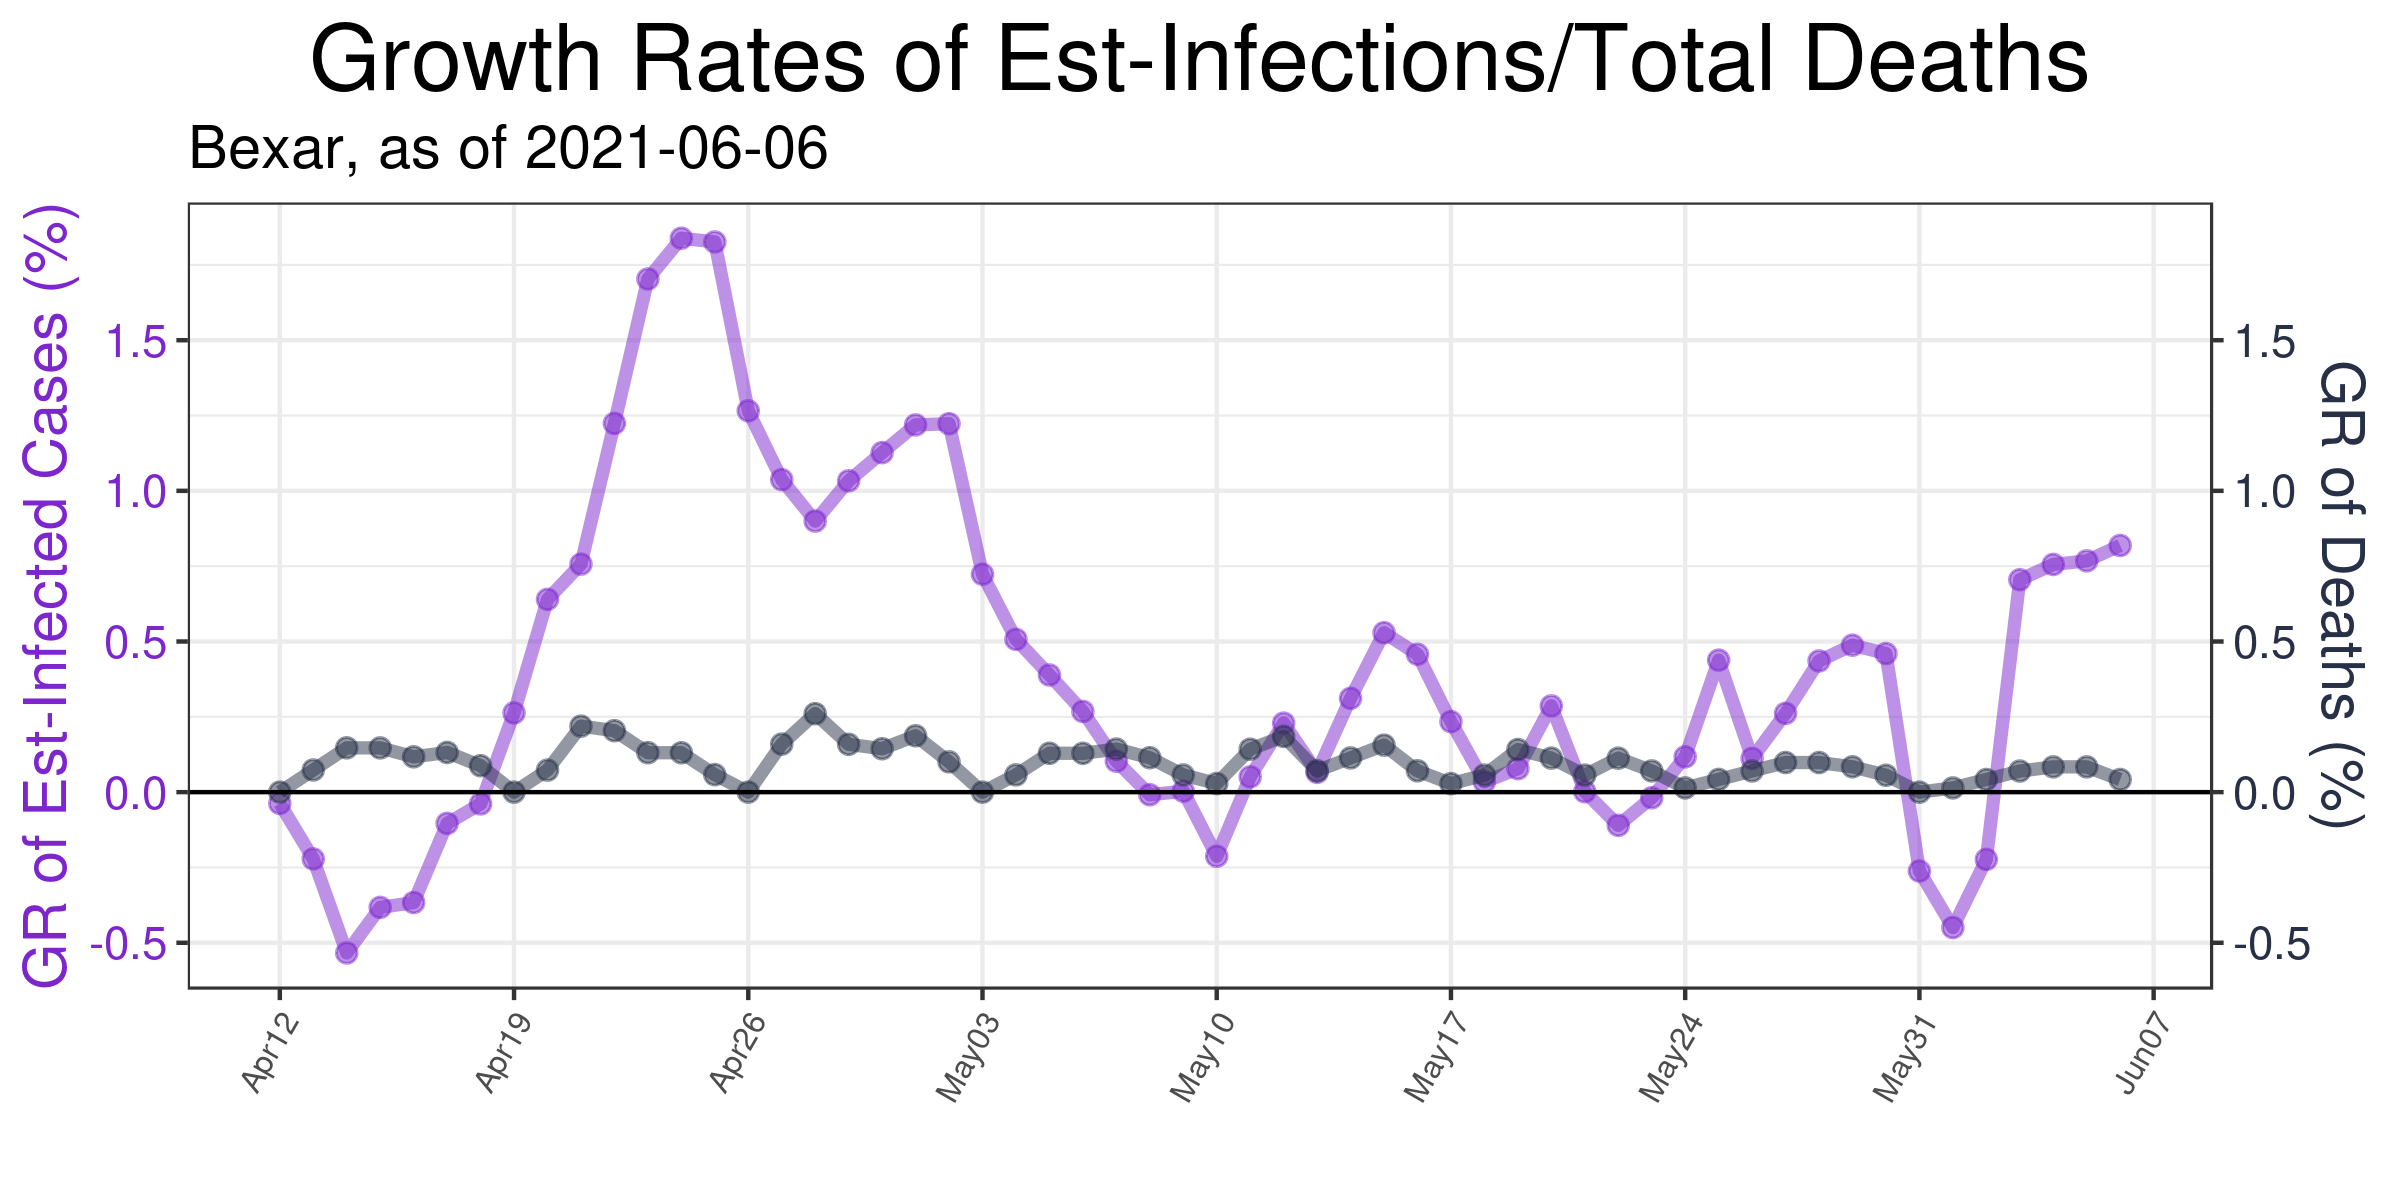 Growth Rates of Est-Infections/Total Deaths
Bexar, as of 2021-06-06
GR of Est-Infected Cases (%)
1.5
1.0
0.5
0.0
-0.5
1.5
1.0
0.5
0.0
-0.5
GR of Deaths (%)
Apr12
Apr19
Apr26
May03
May10
May17
May24
May31
Jun07